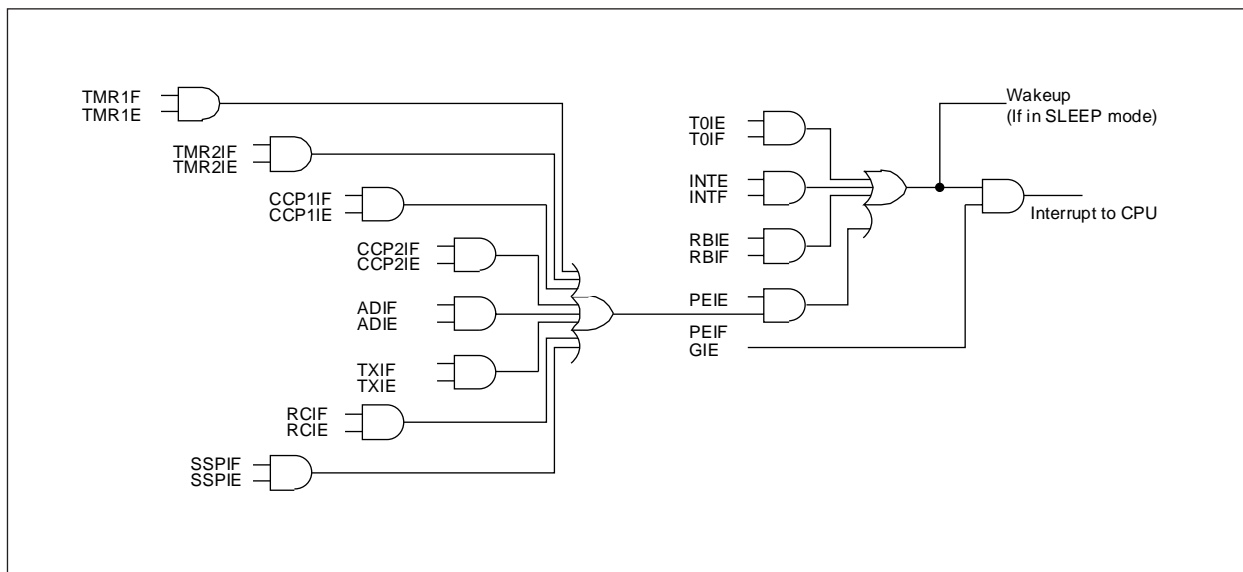 TMR1F
TMR1E
TMR2IF
TMR2IE
CCP1IF
CCP1IE
CCP2IF
CCP2IE
ADIF
ADIE
TXIF
TXIE
RCIF
RCIE
SSPIF
SSPIE
T0IE
T0IF
INTE
INTF
RBIE
RBIF
PEIE
PEIF
GIE
Wakeup
(If in SLEEP mode)
Interrupt to CPU